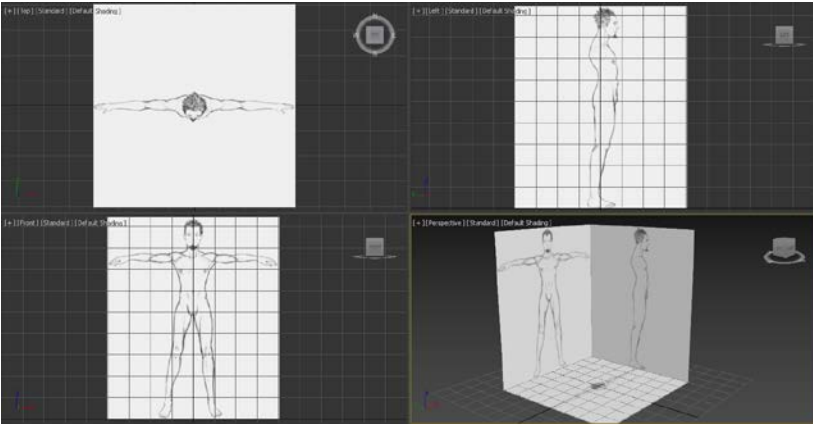 [+] [Top] [Standard] [Default Shading]
[+] [Left] [Standard] [Default Shading]
[+] [Front] [Standard] [Default Shading]
[+] [Perspective] [Standard] [Default Shading]